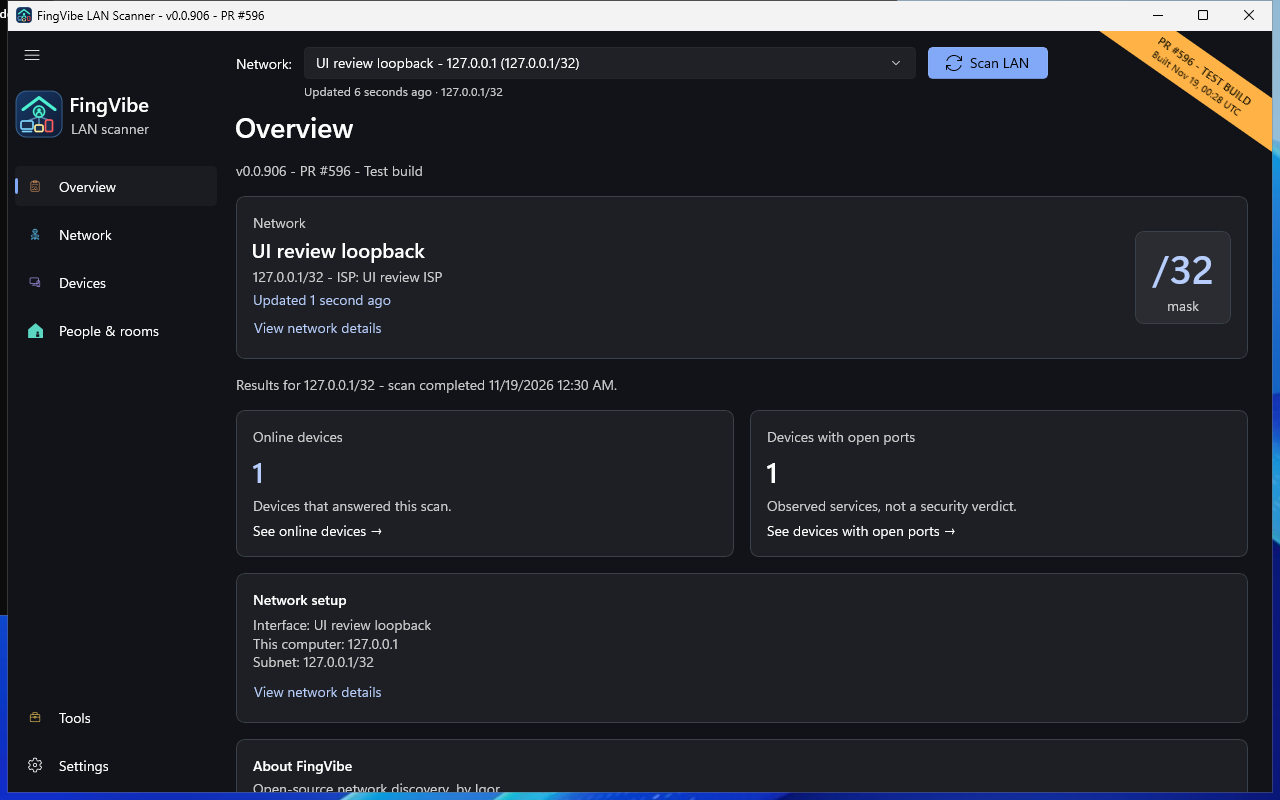 FingVibe LAN Scanner - v0.0.906 - PR #596
Network:
UI review loopback - 127.0.0.1 (127.0.0.1/32)
Scan LAN
Updated 6 seconds ago · 127.0.0.1/32
PR #596 - TEST BUILD
Built Nov 19, 00:28 UTC
FingVibe
LAN scanner
Overview
Network
Devices
People & rooms
Tools
Settings
Overview
v0.0.906 - PR #596 - Test build
Network
UI review loopback
127.0.0.1/32 - ISP: UI review ISP
Updated 1 second ago
View network details
/32
mask
Results for 127.0.0.1/32 - scan completed 11/19/2026 12:30 AM.
Online devices
1
Devices that answered this scan.
See online devices →
Devices with open ports
1
Observed services, not a security verdict.
See devices with open ports →
Network setup
Interface: UI review loopback
This computer: 127.0.0.1
Subnet: 127.0.0.1/32
View network details
About FingVibe
Open-source network discovery, by Igor